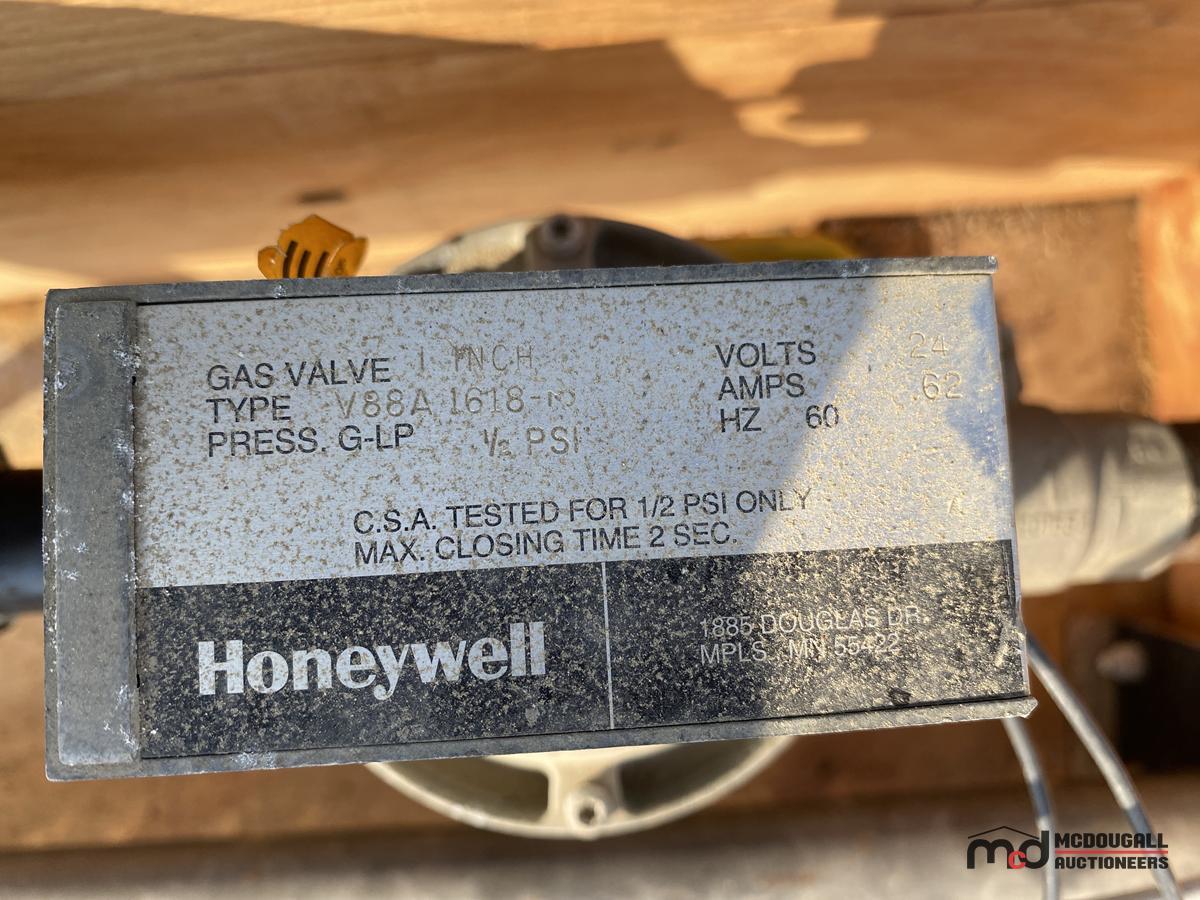 GAS VALVE 1 INCH
TYPE V88A 1618-
PRESS. G-LP 1/2 PSI
VOLTS 24
AMPS .62
HZ 60
C.S.A. TESTED FOR 1/2 PSI ONLY
MAX. CLOSING TIME 2 SEC.
Honeywell
1885 DOUGLAS DR.
MPLS., MN 55422
mcd MCDOUGALL
AUCTIONEERS